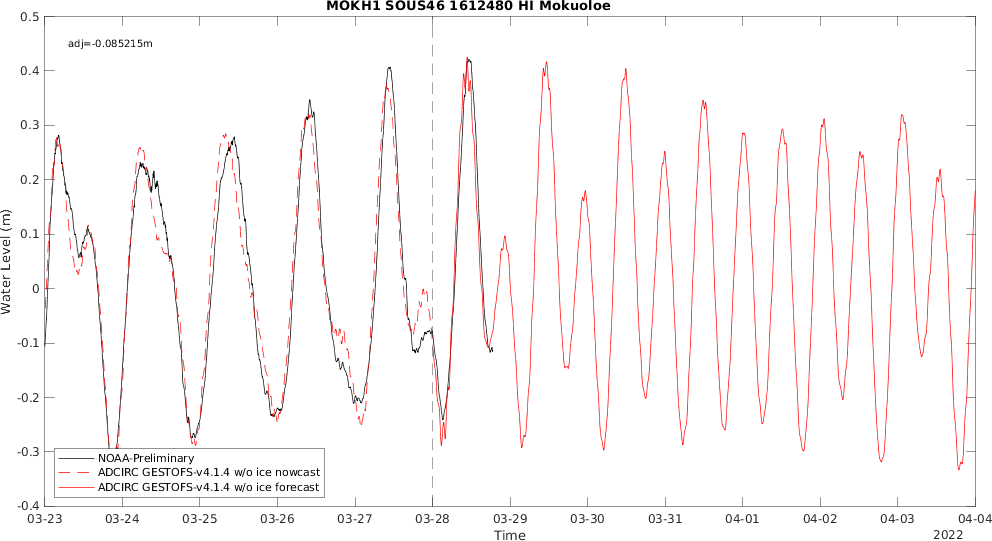 MOKH1 SOUS46 1612480 HI Mokuoloe
adj=-0.085215m
Water Level (m)
0.5
0.4
0.3
0.2
0.1
0
-0.1
-0.2
-0.3
-0.4
NOAA-Preliminary
ADCIRC GESTOFS-v4.1.4 w/o ice nowcast
ADCIRC GESTOFS-v4.1.4 w/o ice forecast
03-23 03-24 03-25 03-26 03-27 03-28 03-29 03-30 03-31 04-01 04-02 04-03 04-04
Time
2022